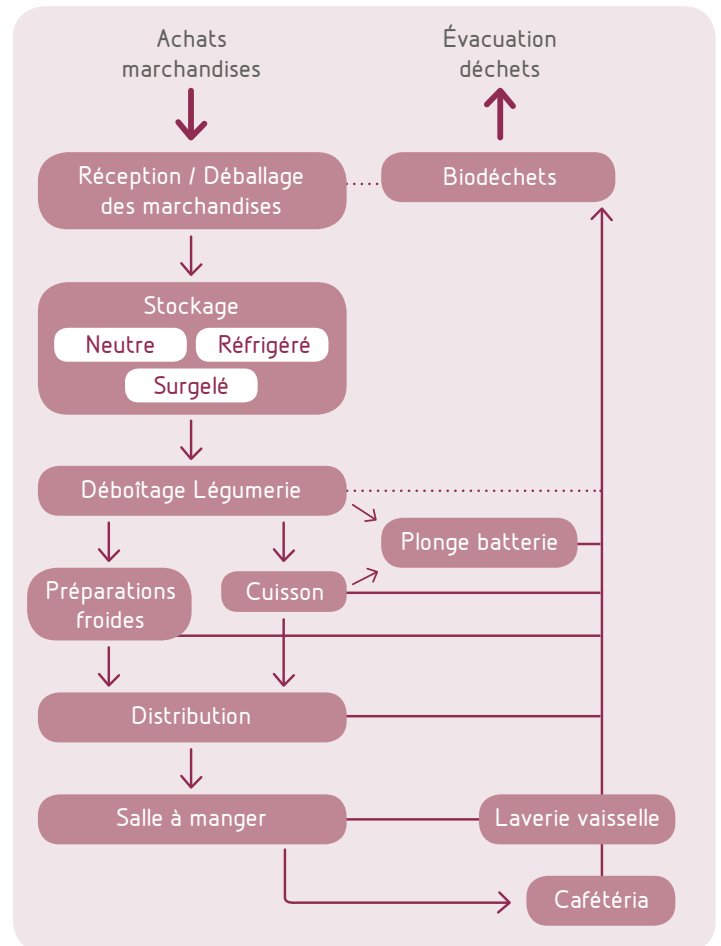 Achats
marchandises
Évacuation
déchets
Réception / Déballage
des marchandises
Biodéchets
Stockage
Neutre
Réfrigéré
Surgelé
Déboîtage Légumerie
Plonge batterie
Préparations
froides
Cuisson
Distribution
Salle à manger
Laverie vaisselle
Cafétéria